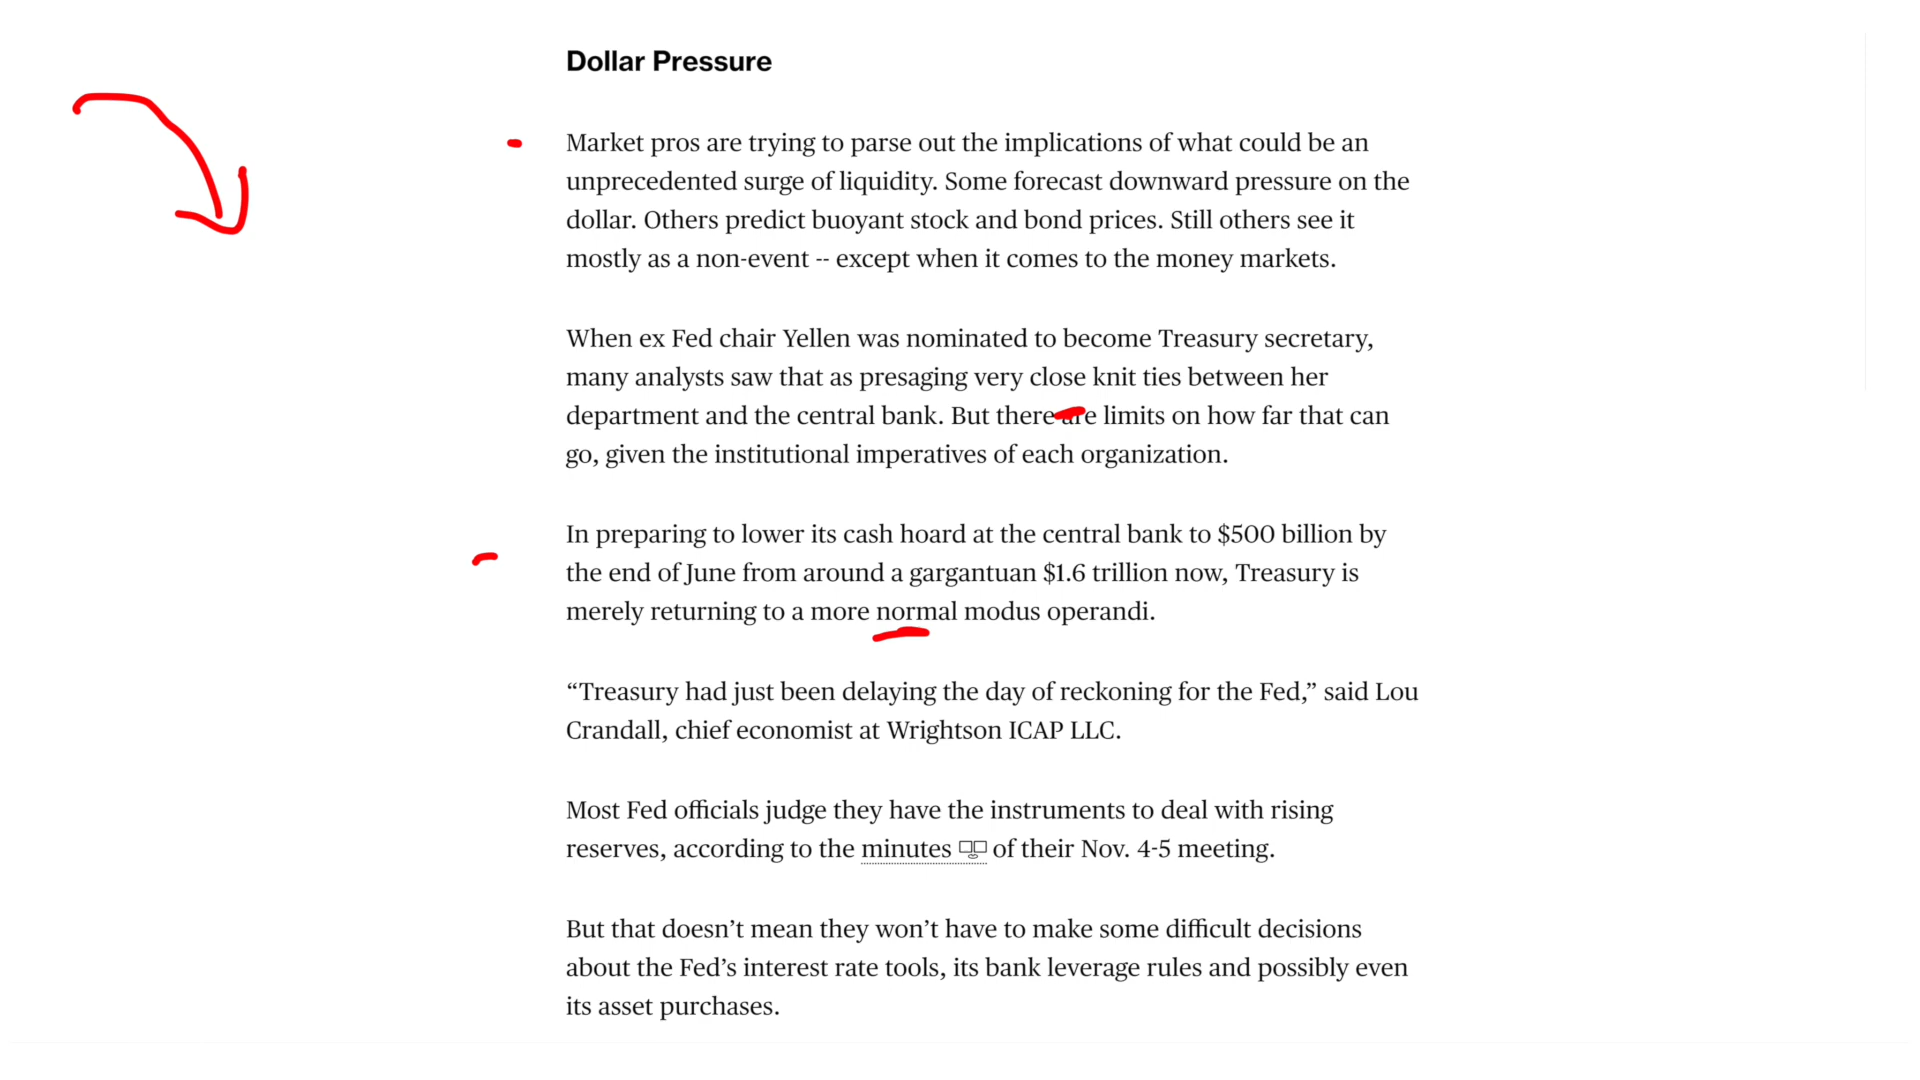 Dollar Pressure
Market pros are trying to parse out the implications of what could be an
unprecedented surge of liquidity. Some forecast downward pressure on the
dollar. Others predict buoyant stock and bond prices. Still others see it
mostly as a non-event -- except when it comes to the money markets.
When ex Fed chair Yellen was nominated to become Treasury secretary,
many analysts saw that as presaging very close knit ties between her
department and the central bank. But there are limits on how far that can
go, given the institutional imperatives of each organization.
In preparing to lower its cash hoard at the central bank to $500 billion by
the end of June from around a gargantuan $1.6 trillion now, Treasury is
merely returning to a more normal modus operandi.
“Treasury had just been delaying the day of reckoning for the Fed,” said Lou
Crandall, chief economist at Wrightson ICAP LLC.
Most Fed officials judge they have the instruments to deal with rising
reserves, according to the minutes of their Nov. 4-5 meeting.
But that doesn’t mean they won’t have to make some difficult decisions
about the Fed’s interest rate tools, its bank leverage rules and possibly even
its asset purchases.